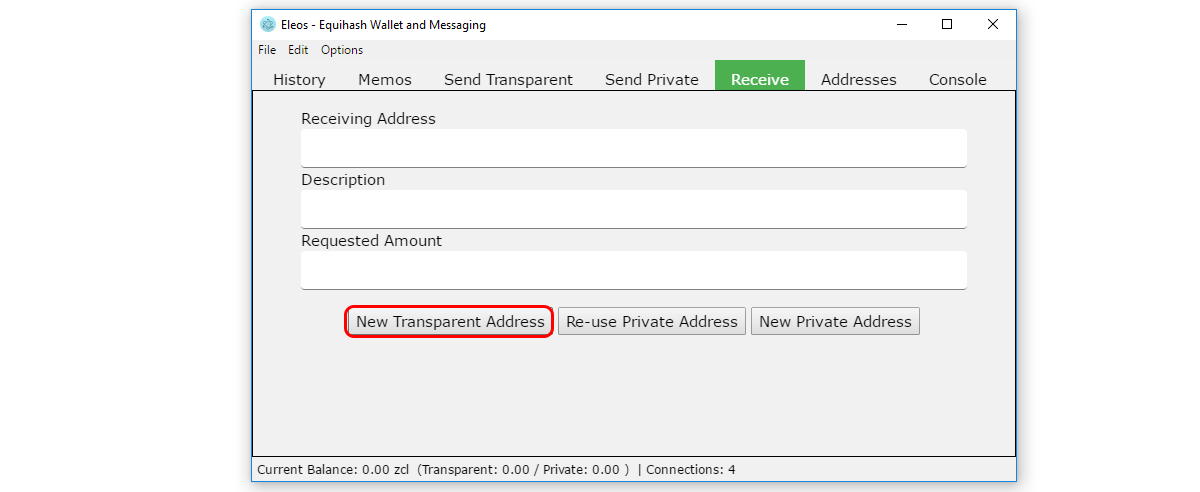 Eleos - Equihash Wallet and Messaging
File Edit Options
History Memos Send Transparent Send Private Receive Addresses Console
Receiving Address
Description
Requested Amount
New Transparent Address Re-use Private Address New Private Address
Current Balance: 0.00 zcl (Transparent: 0.00 / Private: 0.00 ) | Connections: 4